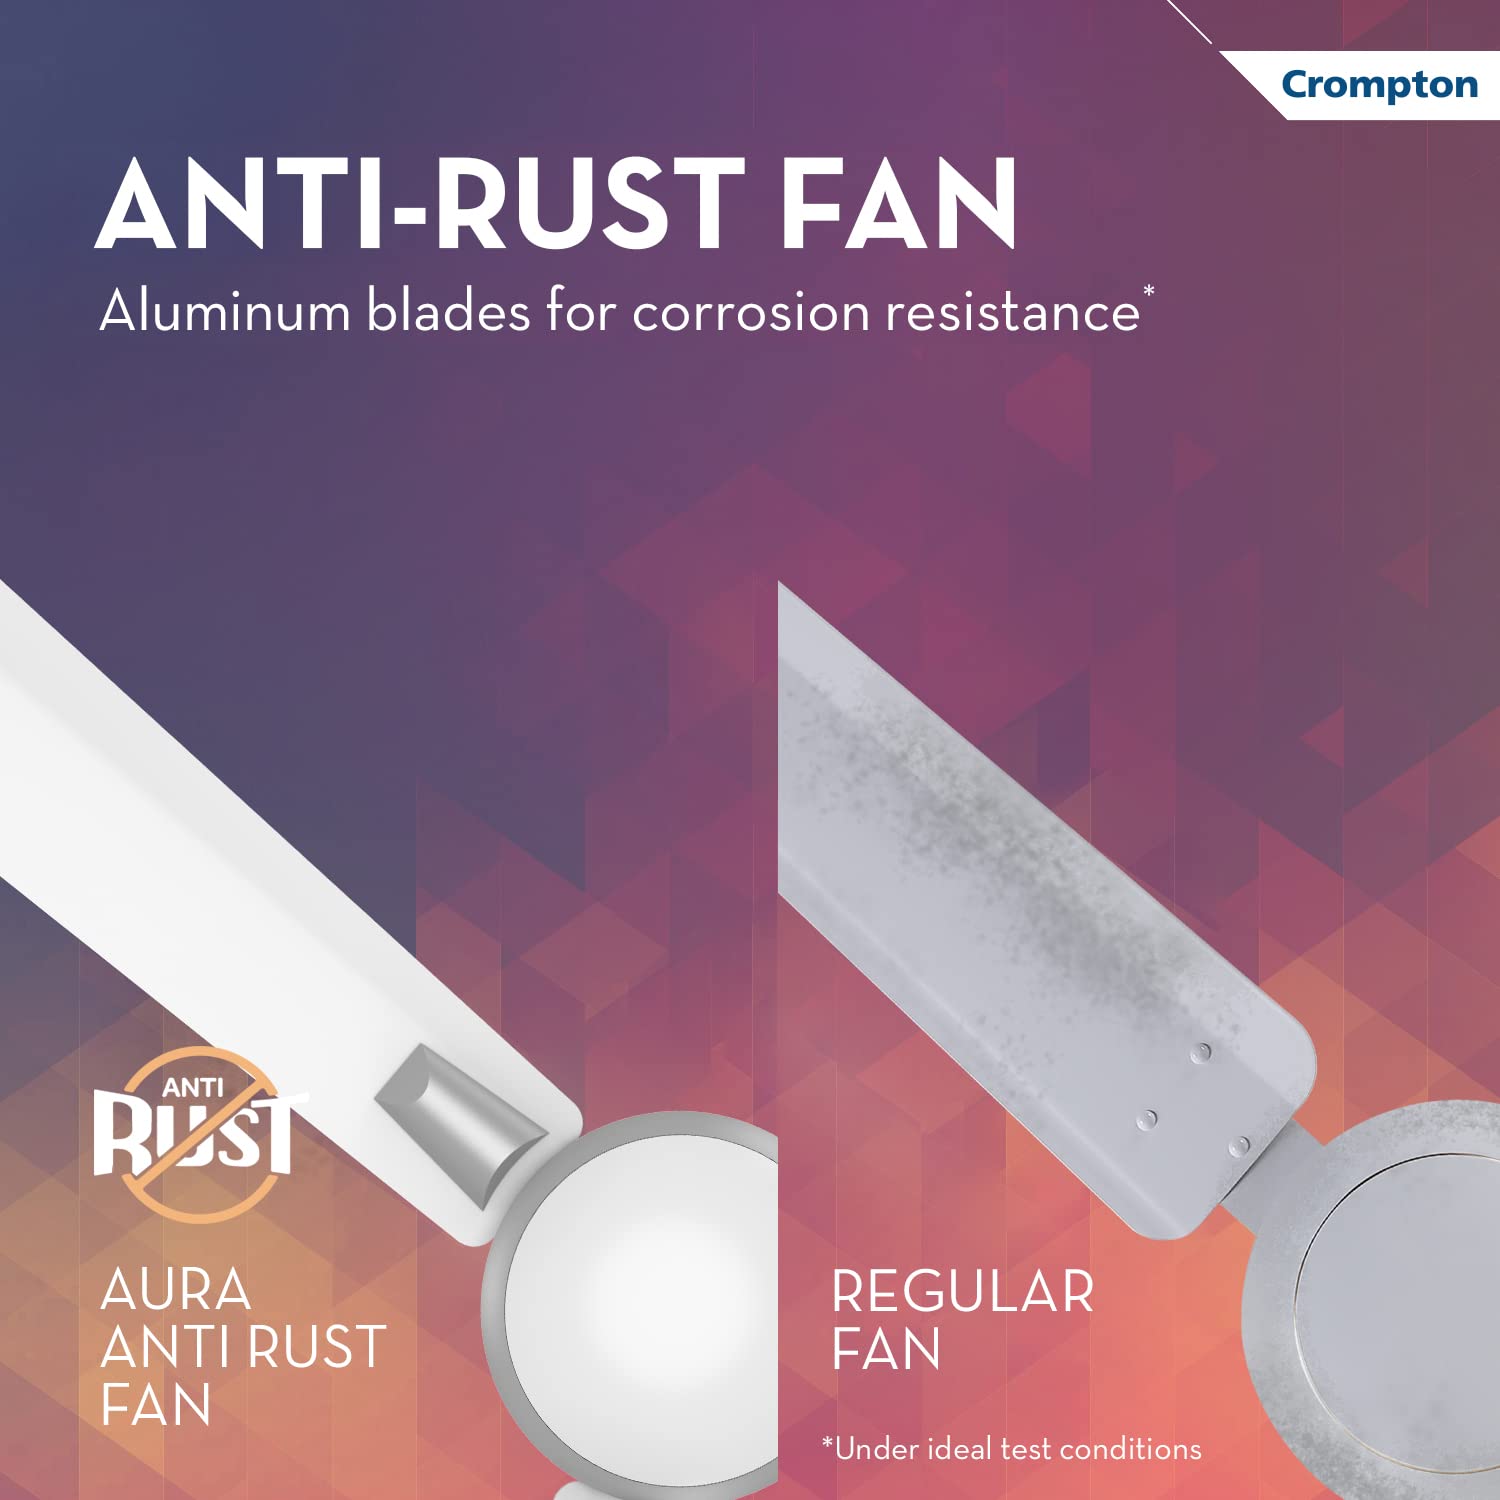 Crompton
ANTI-RUST FAN
Aluminum blades for corrosion resistance*
ANTI
RUST
AURA
ANTI RUST
FAN
REGULAR
FAN
*Under ideal test conditions